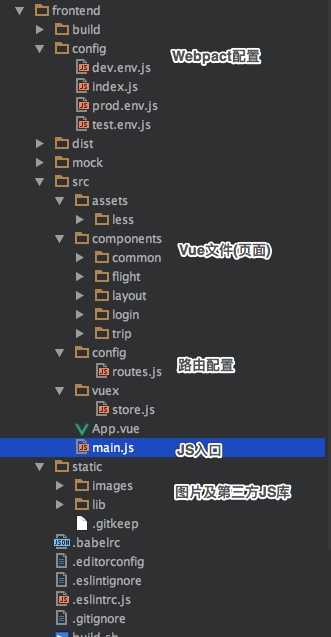 frontend
build
config
Webpact配置
dev.env.js
index.js
prod.env.js
test.env.js
dist
mock
src
assets
less
components
Vue文件(页面)
common
flight
layout
login
trip
config
路由配置
routes.js
vuex
store.js
App.vue
main.js
JS入口
static
图片及第三方JS库
images
lib
.gitkeep
.babelrc
.editorconfig
.eslintignore
.eslintrc.js
.gitignore
build.sh